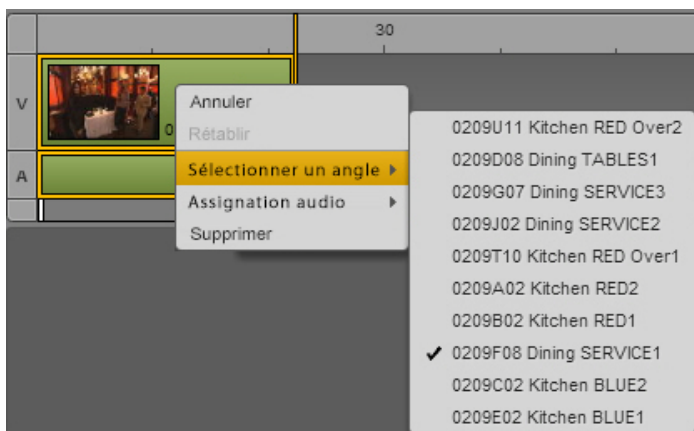 30
V
0
A
Annuler
Rétablir
Sélectionner un angle
Assignation audio
Supprimer
0209U11 Kitchen RED Over2
0209D08 Dining TABLES1
0209G07 Dining SERVICE3
0209J02 Dining SERVICE2
0209T10 Kitchen RED Over1
0209A02 Kitchen RED2
0209B02 Kitchen RED1
0209F08 Dining SERVICE1
0209C02 Kitchen BLUE2
0209E02 Kitchen BLUE1